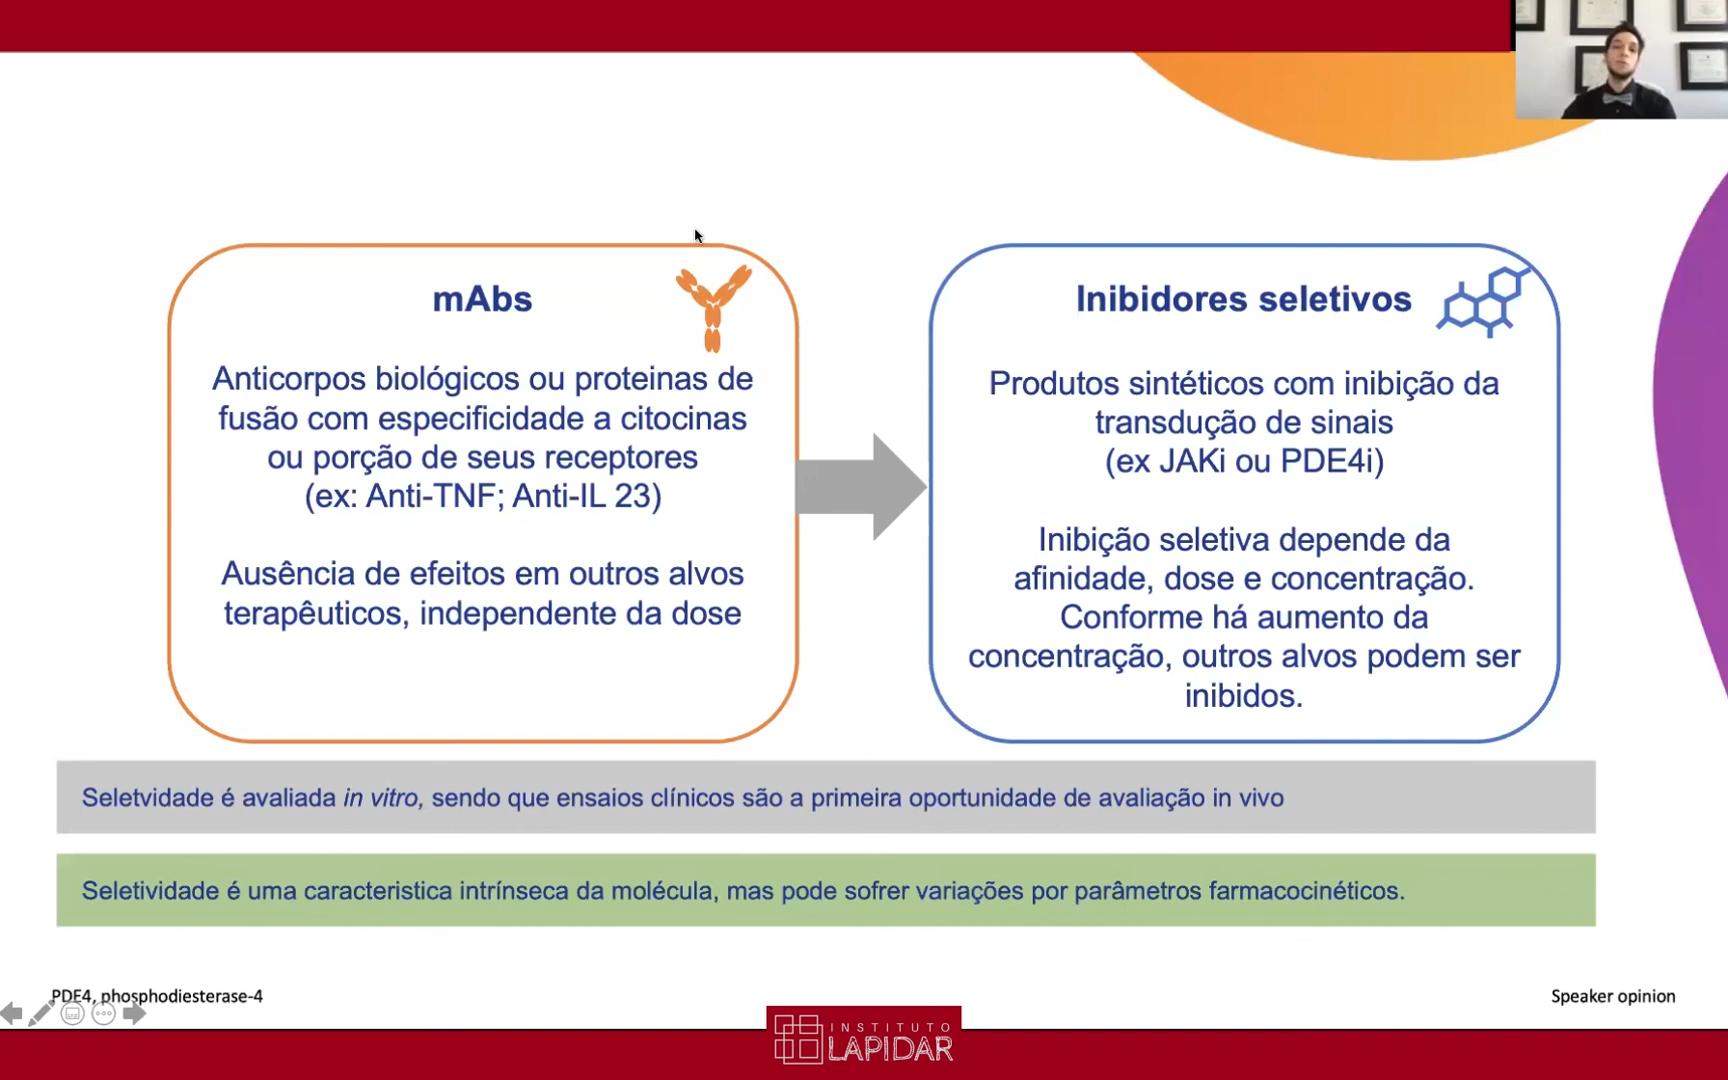 mAbs
Anticorpos biológicos ou proteinas de
fusão com especificidade a citocinas
ou porção de seus receptores
(ex: Anti-TNF; Anti-IL 23)
Ausência de efeitos em outros alvos
terapêuticos, independente da dose
Inibidores seletivos
Produtos sintéticos com inibição da
transdução de sinais
(ex JAKi ou PDE4i)
Inibição seletiva depende da
afinidade, dose e concentração.
Conforme há aumento da
concentração, outros alvos podem ser
inibidos.
Seletvidade é avaliada in vitro, sendo que ensaios clínicos são a primeira oportunidade de avaliação in vivo
Seletividade é uma caracteristica intrínseca da molécula, mas pode sofrer variações por parâmetros farmacocinéticos.
PDE4, phosphodiesterase-4
Speaker opinion
INSTITUTO
LAPIDAR